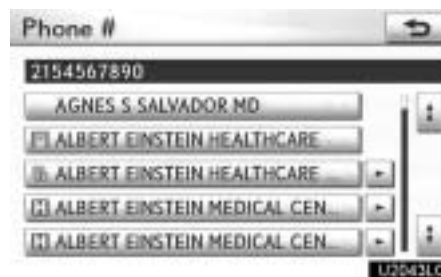 Phone #
2154567890
AGNES S SALVADOR MD
ALBERT EINSTEIN HEALTHCARE
ALBERT EINSTEIN HEALTHCARE
ALBERT EINSTEIN MEDICAL CEN...
ALBERT EINSTEIN MEDICAL CEN...